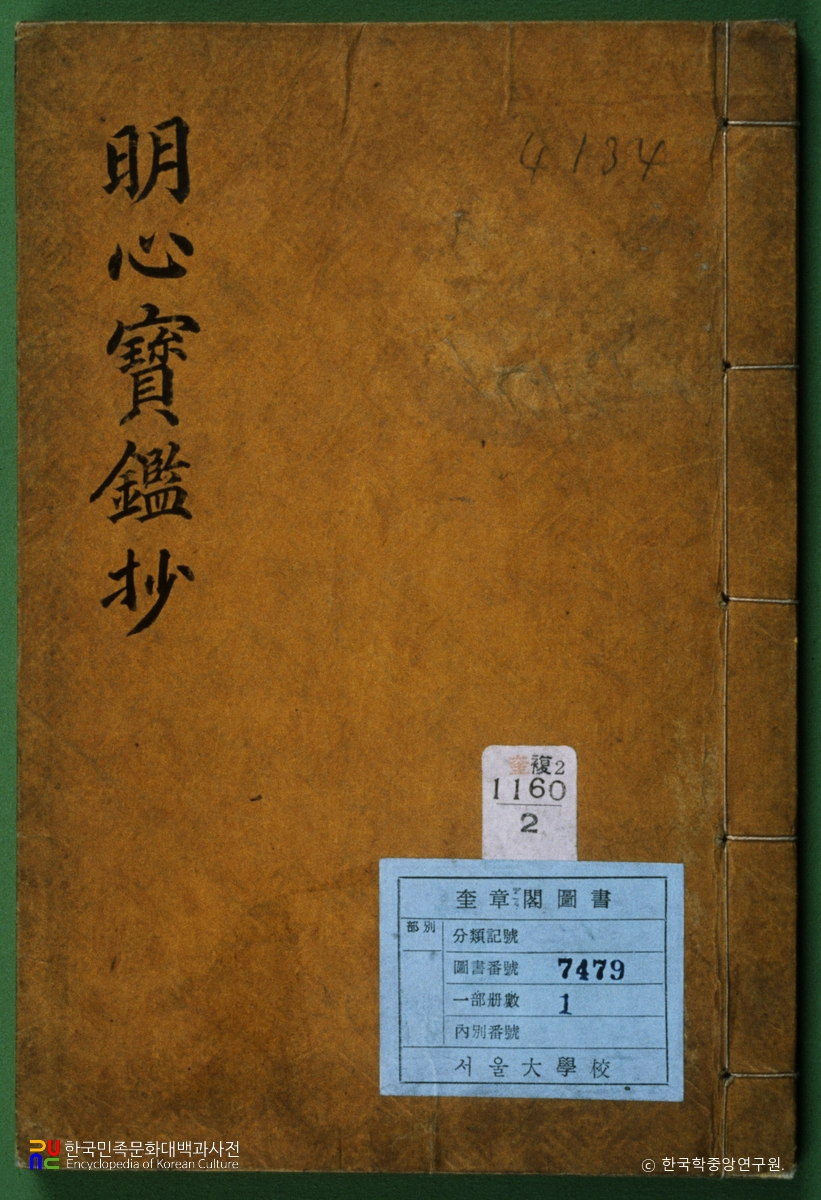 明心寶鑑抄
4134
奎複2
1160
2
奎章閣圖書
部別
分類記號
圖書番號 7479
一部册數 1
內別番號
서울大學校
한국민족문화대백과사전
Encyclopedia of Korean Culture
© 한국학중앙연구원.